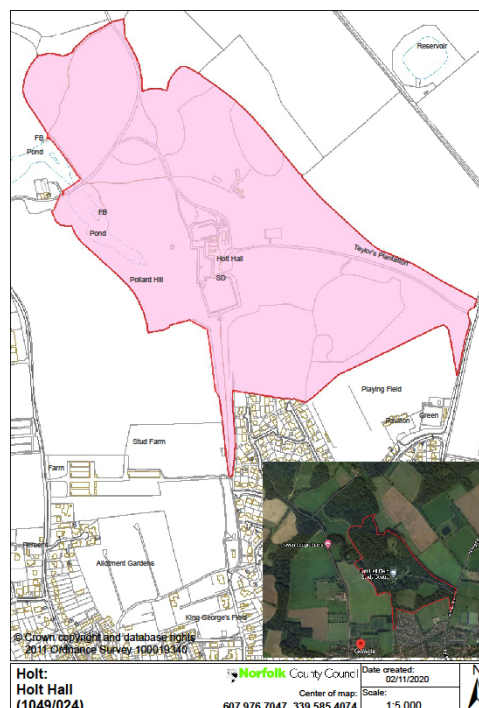 Reservoir
FB
Pond
FB
Pond
Holt Hall
Taylor's Plantation
SD
Pollard Hill
Playing Field
Green
Pavilion
Stud Farm
Farm
Allotment Gardens
King George's Field
© Crown copyright and database rights
2011 Ordnance Survey 100019340
Google
Holt:
Holt Hall
(1049/024)
Norfolk County Council
Center of map:
607,976.7047 339,585.4074
Date created:
02/11/2020
Scale:
1:5,000
N